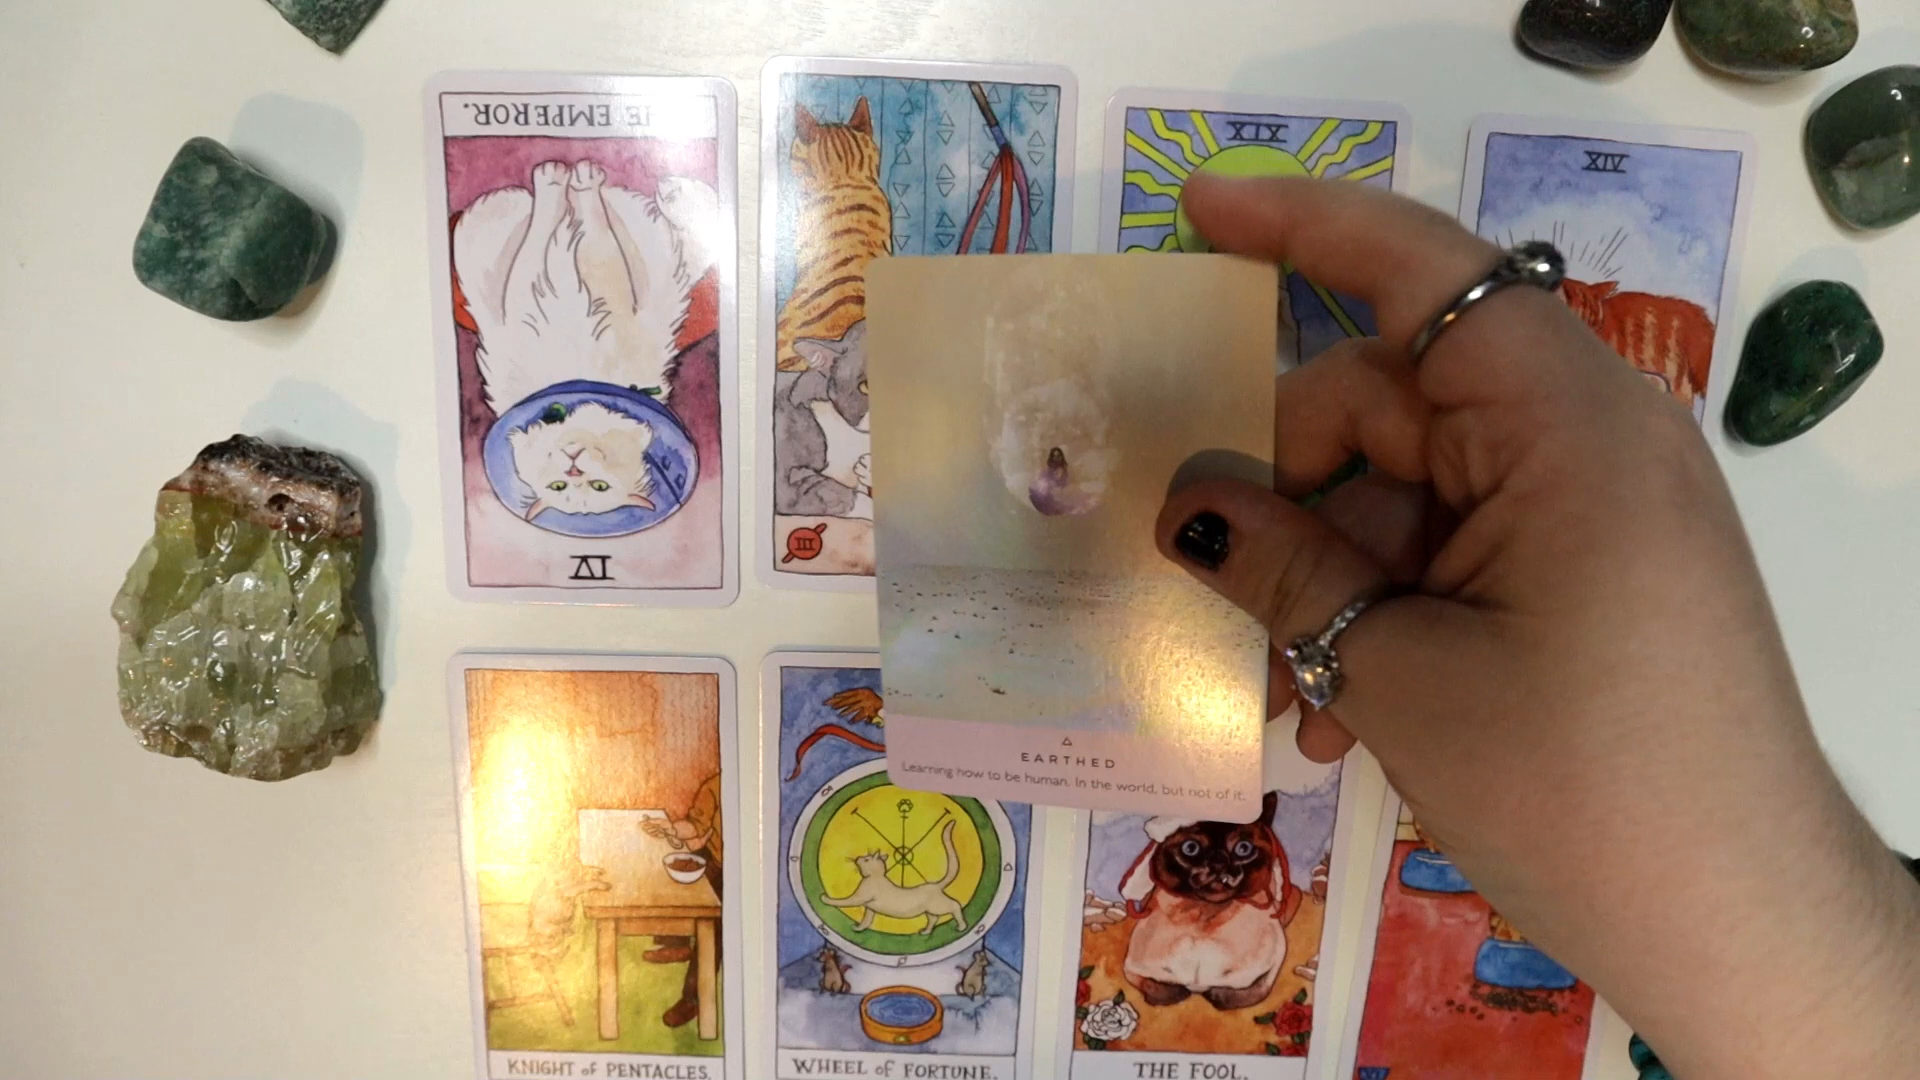 E EMPEROR.
IV
III
XIX
XIV
EARTHED
Learning how to be human. In the world, but not of it.
KNIGHT of PENTACLES.
WHEEL of FORTUNE.
THE FOOL.